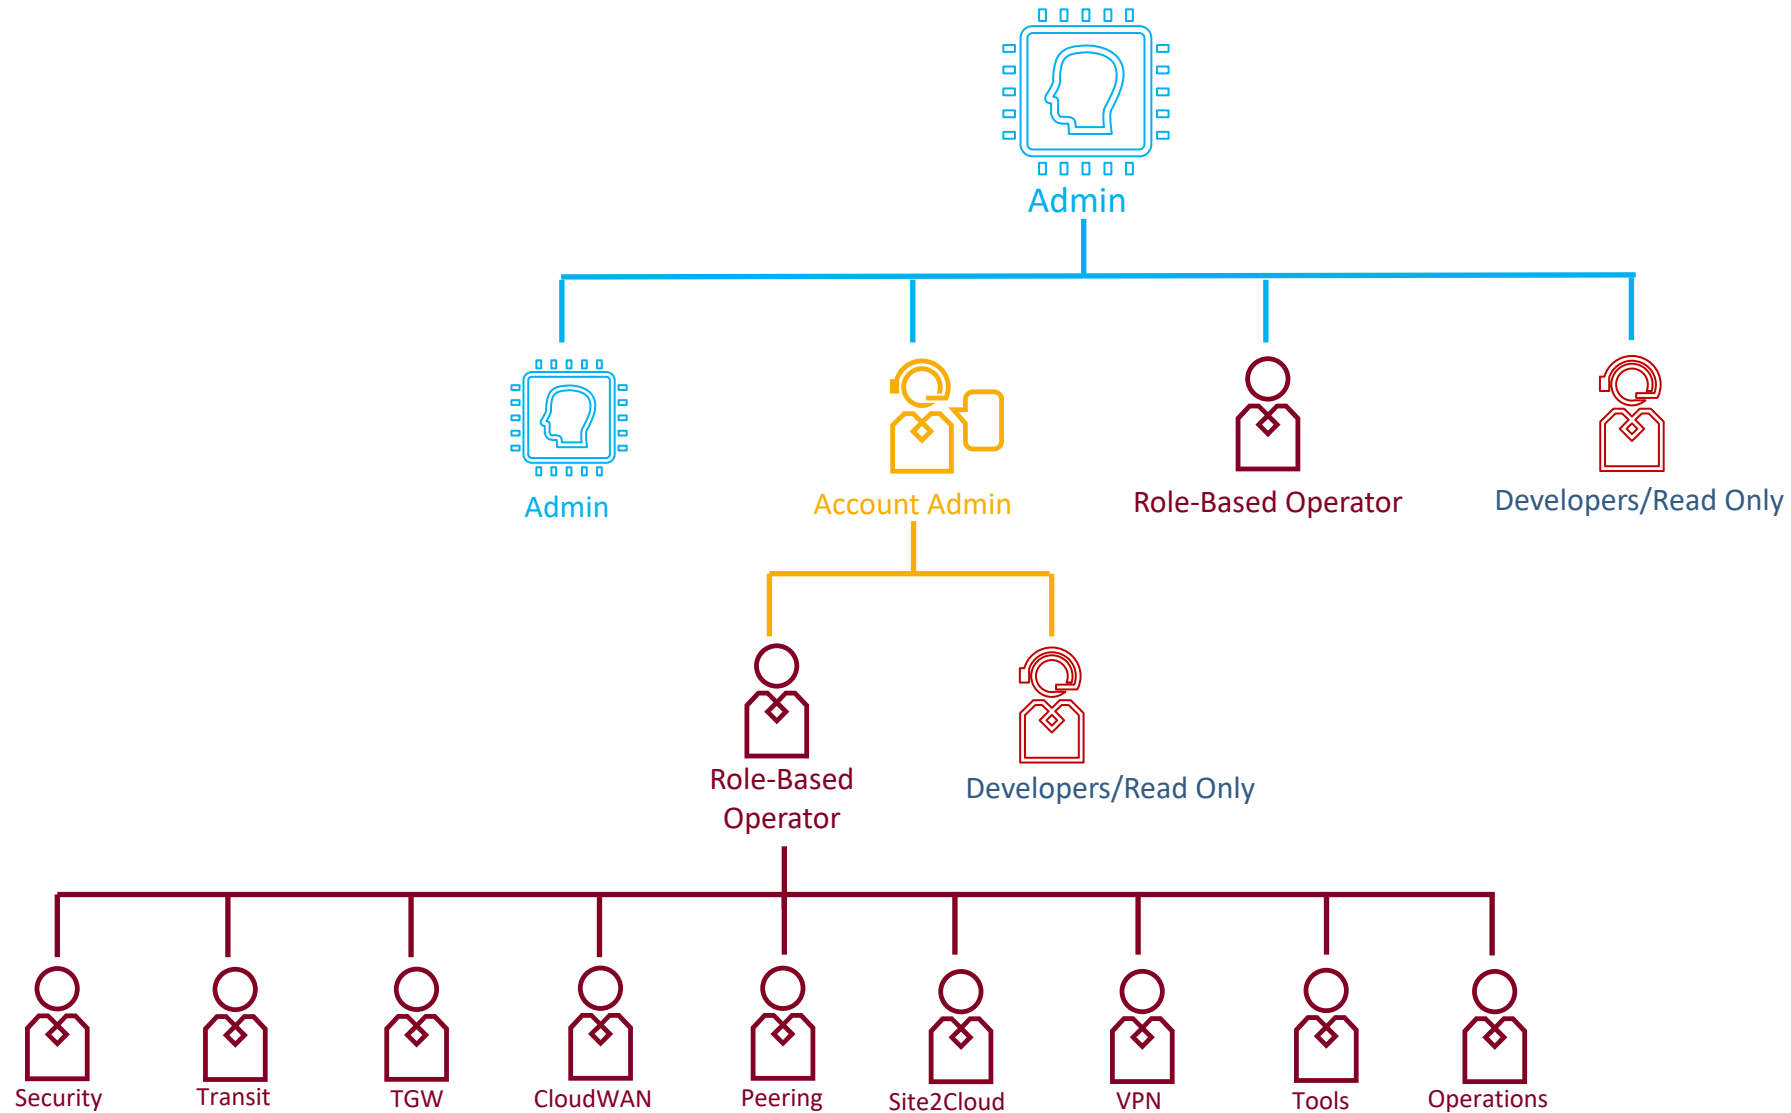 Admin
Admin
Account Admin
Role-Based Operator
Developers/Read Only
Role-Based
Operator
Developers/Read Only
Security
Transit
TGW
CloudWAN
Peering
Site2Cloud
VPN
Tools
Operations